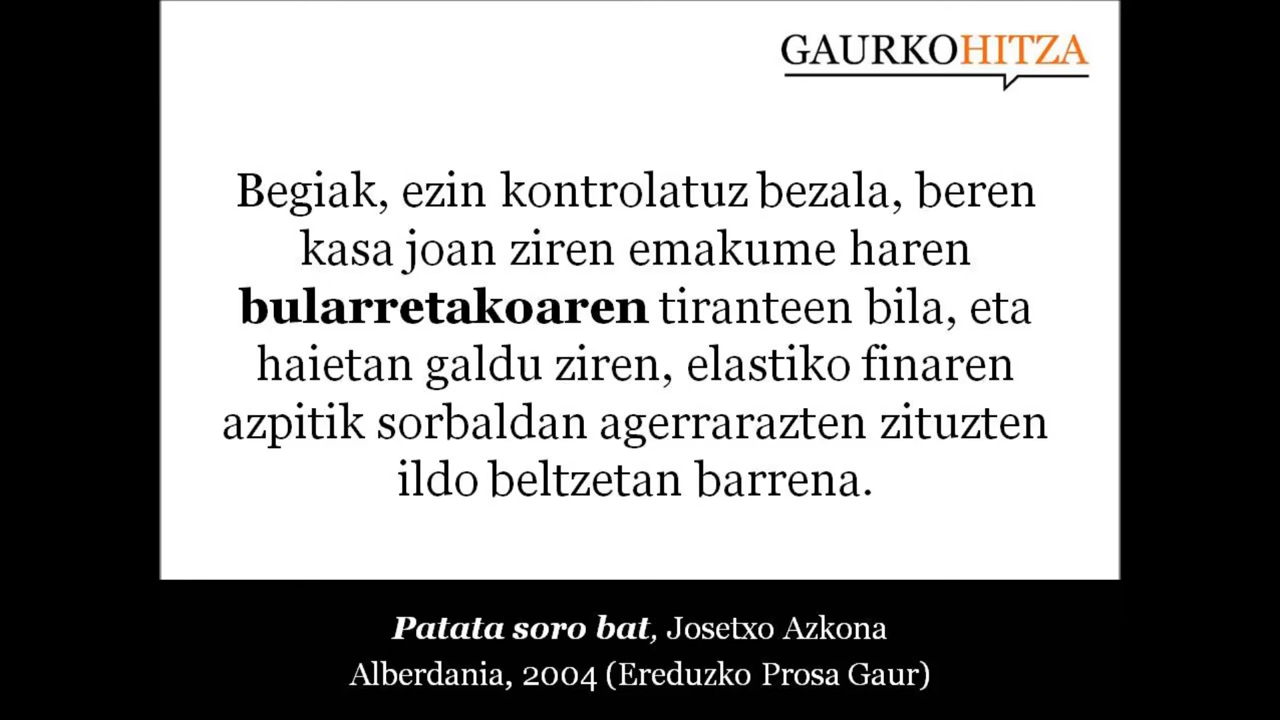 GAURKOHITZA
Begiak, ezin kontrolatuz bezala, beren
kasa joan ziren emakume haren
bularretakoaren tiranteen bila, eta
haietan galdu ziren, elastiko finaren
azpitik sorbaldan agerrarazten zituzten
ildo beltzetan barrena.
Patata soro bat, Josetxo Azkona
Alberdania, 2004 (Ereduzko Prosa Gaur)